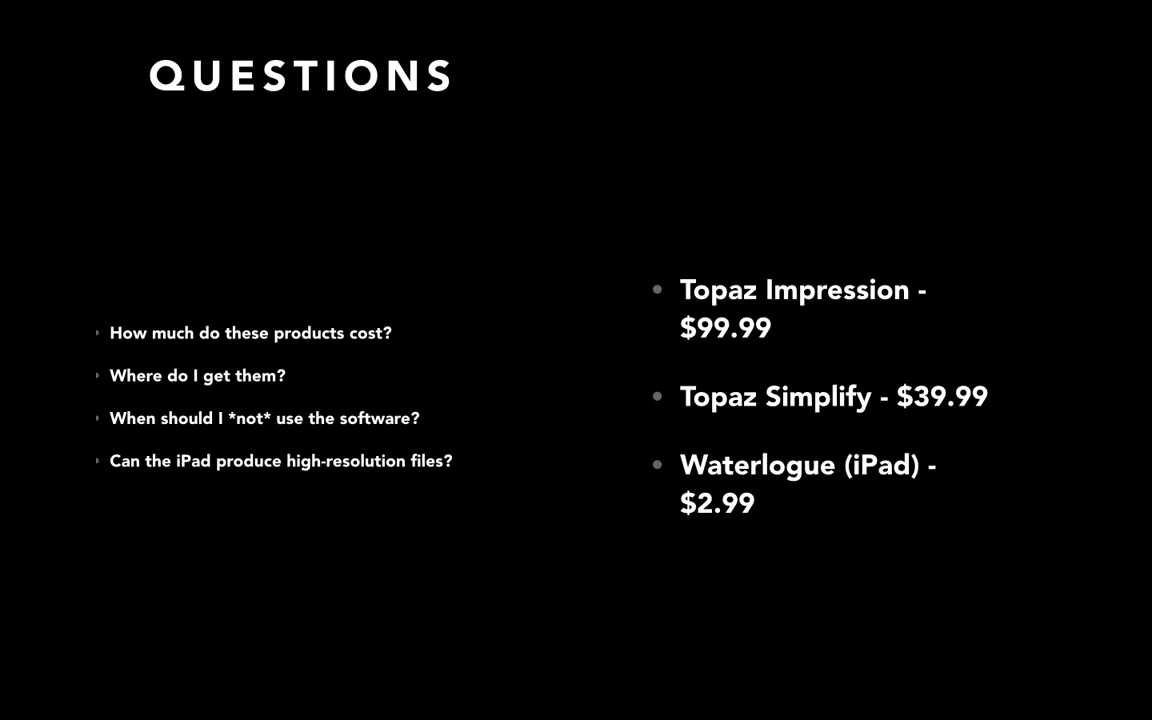 QUESTIONS
How much do these products cost?
Where do I get them?
When should I *not* use the software?
Can the iPad produce high-resolution files?
Topaz Impression -
$99.99
Topaz Simplify - $39.99
Waterlogue (iPad) -
$2.99